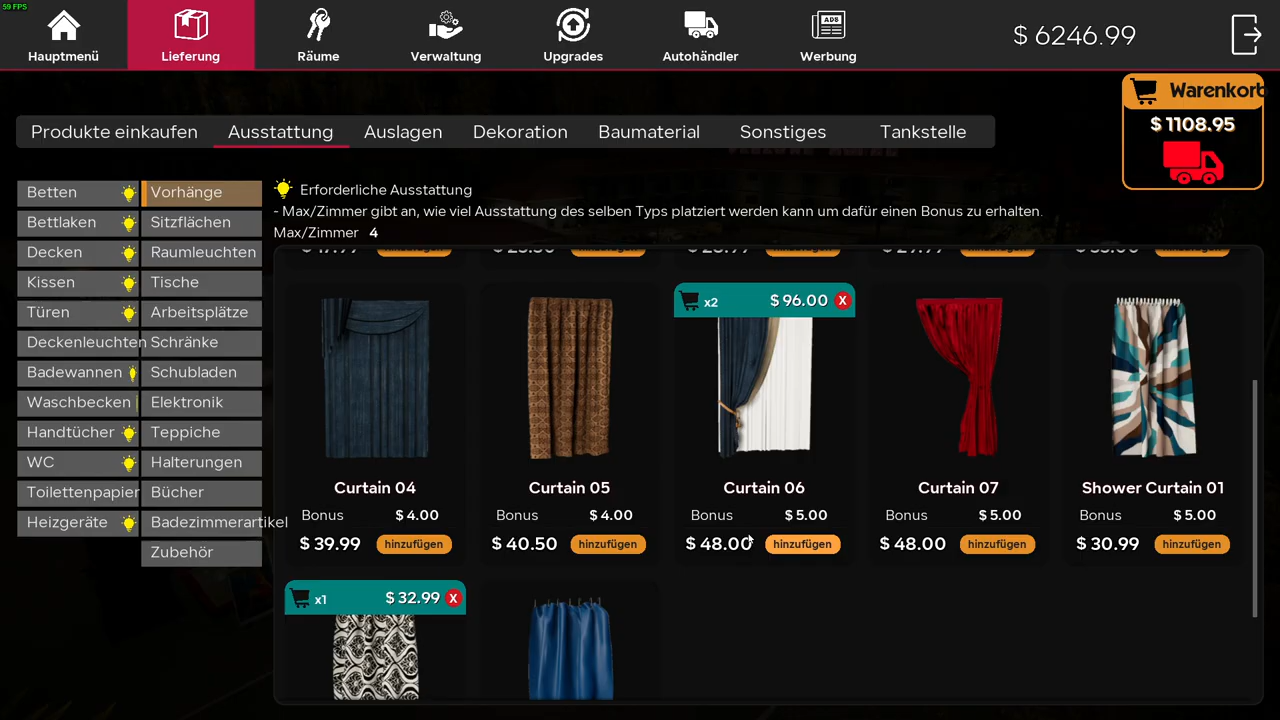 59 FPS
Hauptmenü
Lieferung
Räume
Verwaltung
Upgrades
Autohändler
Werbung
$ 6246.99
Warenkorb
$ 1108.95
Produkte einkaufen
Ausstattung
Auslagen
Dekoration
Baumaterial
Sonstiges
Tankstelle
Betten
Bettlaken
Decken
Kissen
Türen
Deckenleuchten
Badewannen
Waschbecken
Handtücher
WC
Toilettenpapier
Heizgeräte
Vorhänge
Sitzflächen
Raumleuchten
Tische
Arbeitsplätze
Schränke
Schubladen
Elektronik
Teppiche
Halterungen
Bücher
Badezimmerartikel
Zubehör
Erforderliche Ausstattung
- Max/Zimmer gibt an, wie viel Ausstattung des selben Typs platziert werden kann um dafür einen Bonus zu erhalten.
Max/Zimmer 4
Curtain 04
Bonus $ 4.00
$ 39.99 hinzufügen
Curtain 05
Bonus $ 4.00
$ 40.50 hinzufügen
x2 $ 96.00 X
Curtain 06
Bonus $ 5.00
$ 48.00 hinzufügen
Curtain 07
Bonus $ 5.00
$ 48.00 hinzufügen
Shower Curtain 01
Bonus $ 5.00
$ 30.99 hinzufügen
x1 $ 32.99 X